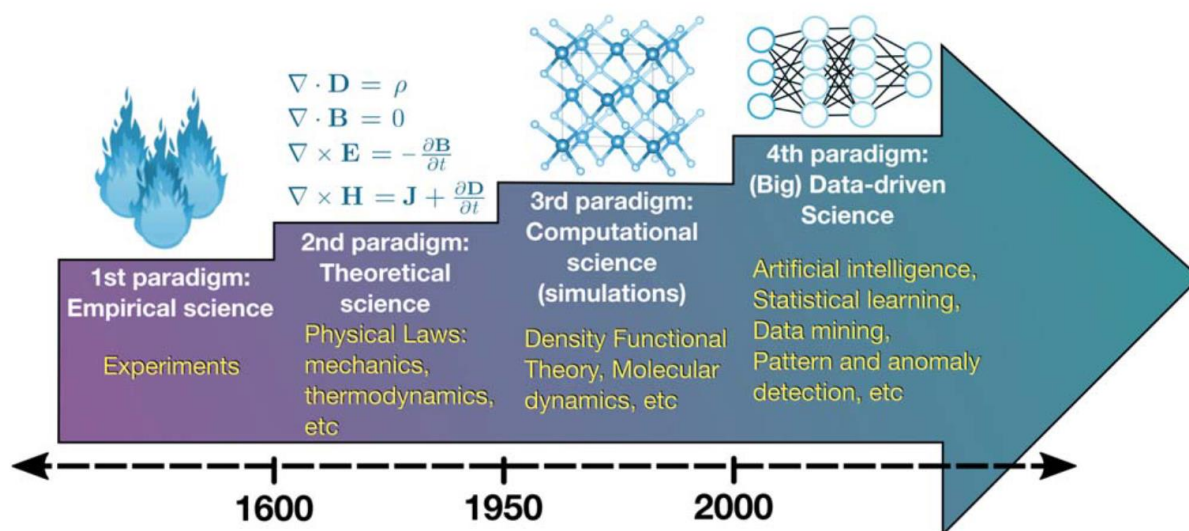 ∇ · D = ρ
∇ · B = 0
∇ × E = -∂B/∂t
∇ × H = J + ∂D/∂t
1st paradigm:
Empirical science
Experiments
2nd paradigm:
Theoretical
science
Physical Laws:
mechanics,
thermodynamics,
etc
3rd paradigm:
Computational
science
(simulations)
Density Functional
Theory, Molecular
dynamics, etc
4th paradigm:
(Big) Data-driven
Science
Artificial intelligence,
Statistical learning,
Data mining,
Pattern and anomaly
detection, etc
1600
1950
2000